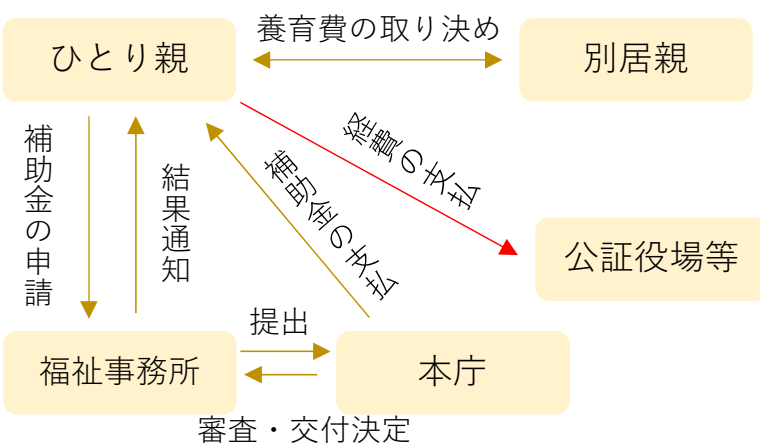 養育費の取り決め
ひとり親
別居親
補助金の申請
結果通知
補助金の支払
経費の支払
公証役場等
提出
福祉事務所
本庁
審査・交付決定